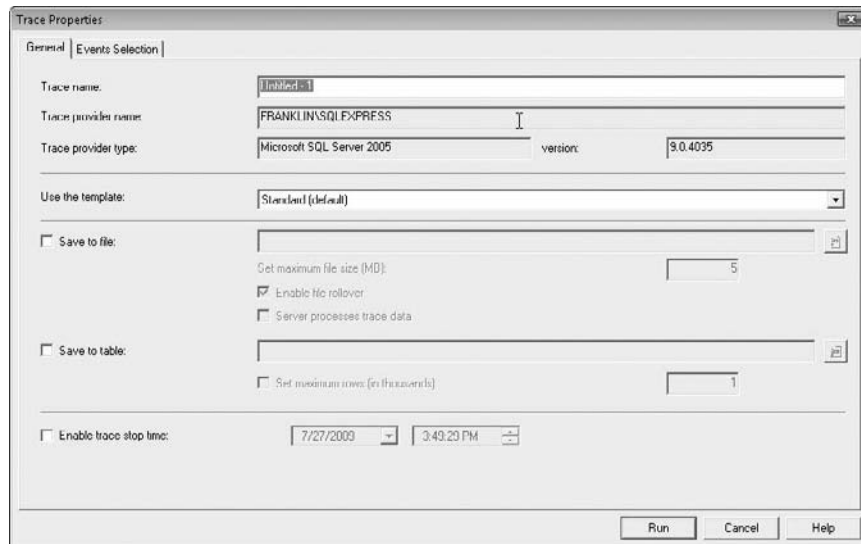 Trace Properties
General Events Selection
Trace name: Untitled - 1
Trace provider name: FRANKLIN\SQLEXPRESS
Trace provider type: Microsoft SQL Server 2005 version: 9.0.4035
Use the template: Standard (default)
Save to file:
Set maximum file size (MB): 5
Enable file rollover
Server processes trace data
Save to table:
Set maximum rows (in thousands) 1
Enable trace stop time: 7/27/2009 3:49:29 PM
Run Cancel Help